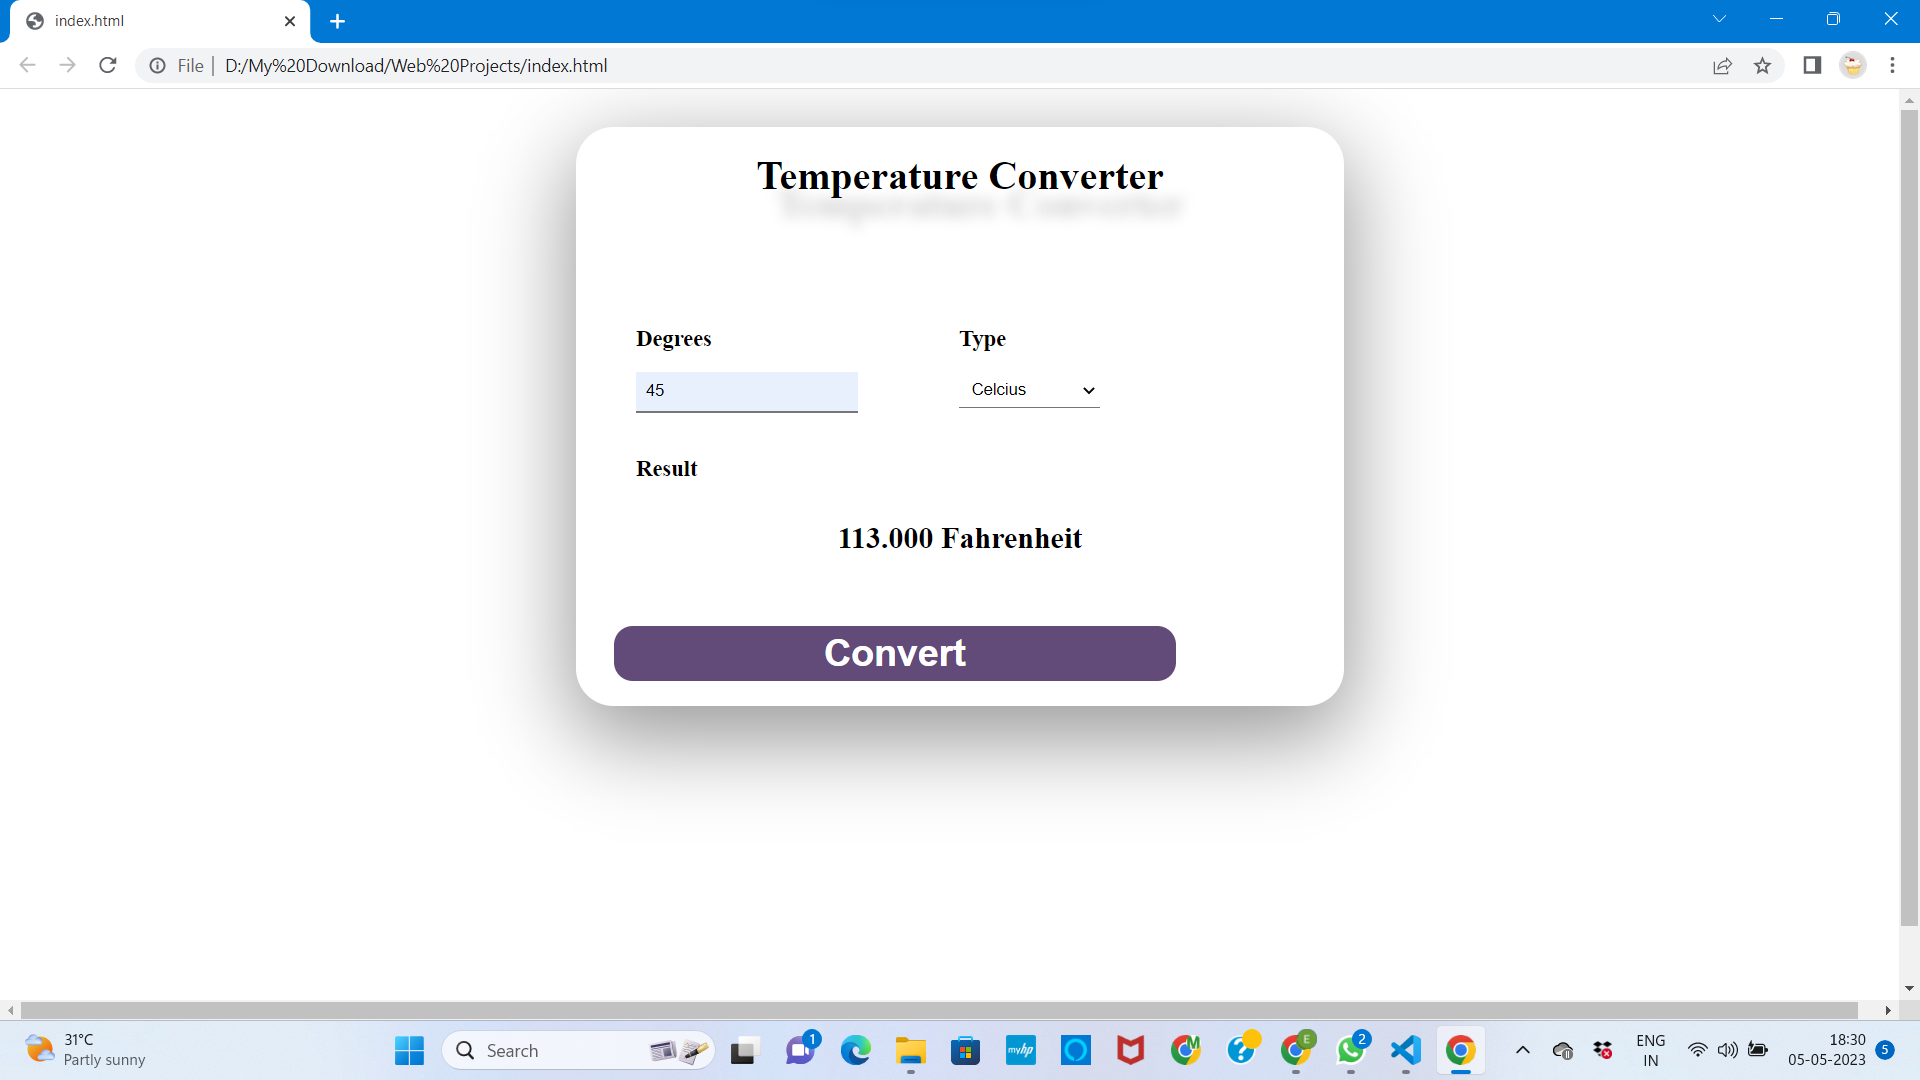 index.html
File | D:/My%20Download/Web%20Projects/index.html
Temperature Converter
Degrees
Type
45
Celcius
Result
113.000 Fahrenheit
Convert
31°C
Partly sunny
Search
1
myhp
M
?
E
2
ENG
IN
18:30
05-05-2023
5